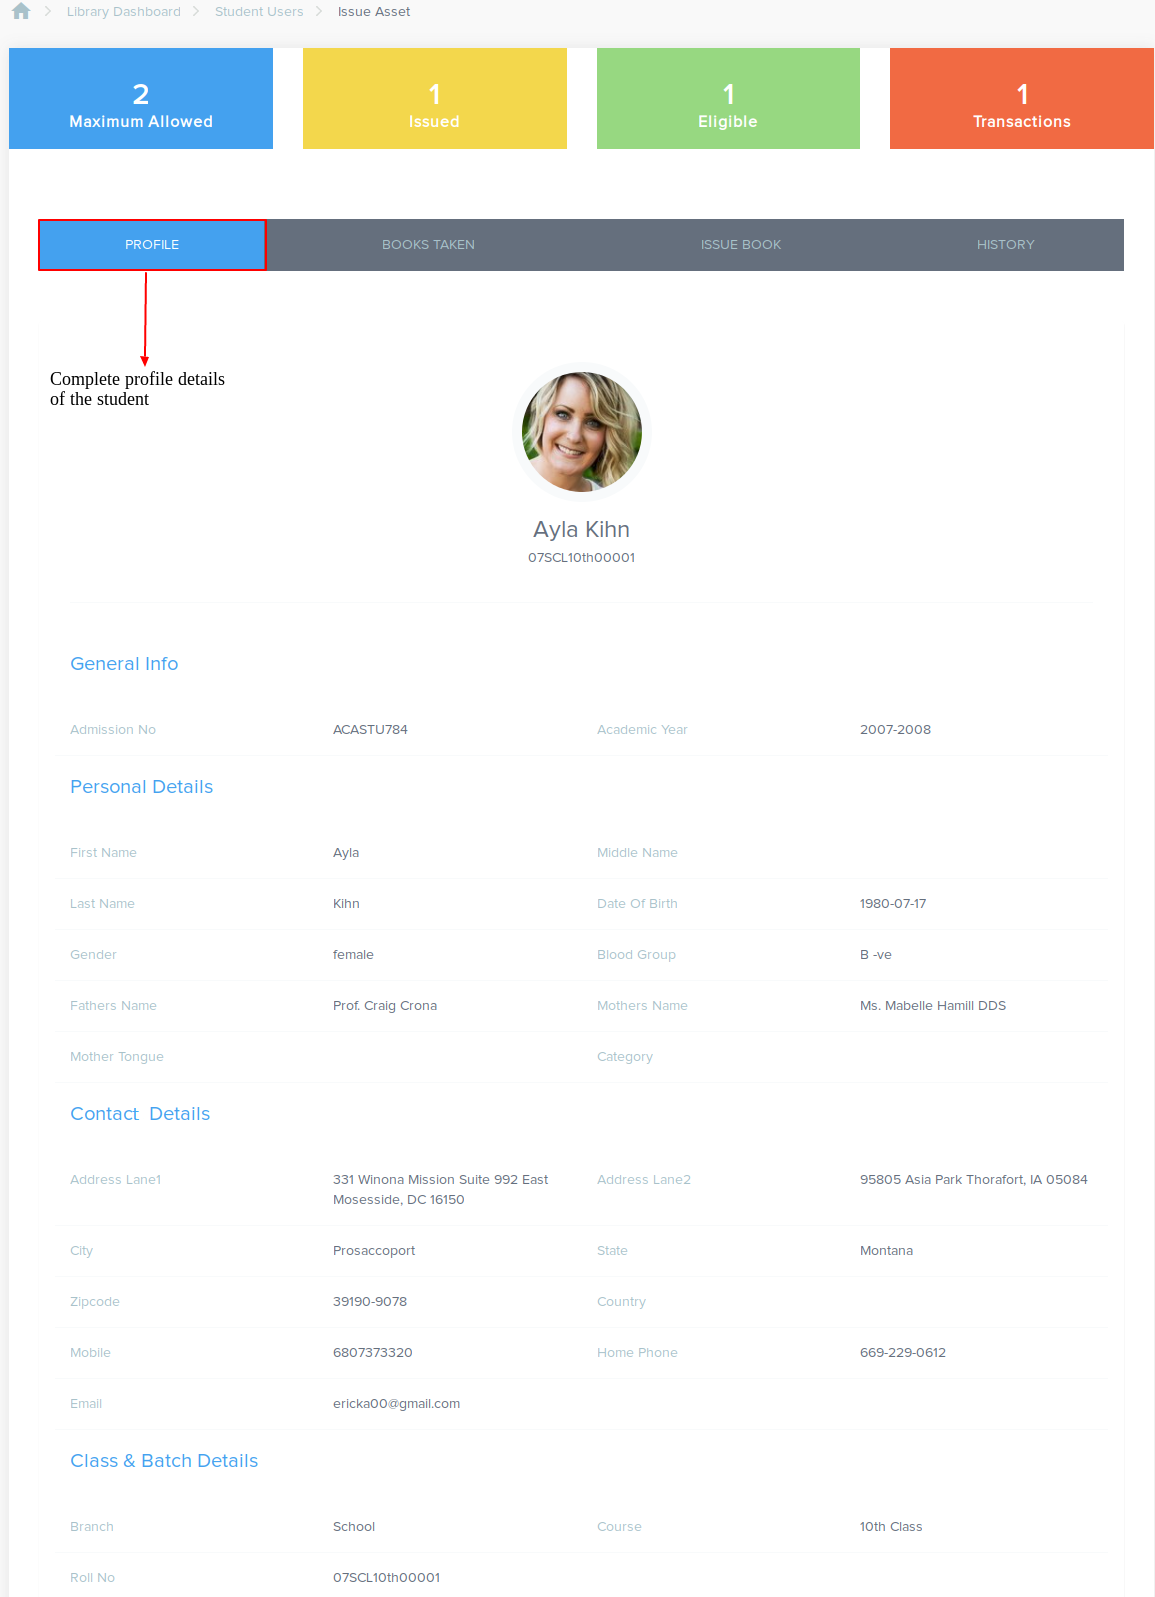 Library Dashboard Student Users Issue Asset
2 1 1 1
Maximum Allowed Issued Eligible Transactions
PROFILE BOOKS TAKEN ISSUE BOOK HISTORY
Complete profile details
of the student
Ayla Kihn
07SCL10th00001
General Info
Admission No ACASTU784 Academic Year 2007-2008
Personal Details
First Name Ayla Middle Name
Last Name Kihn Date Of Birth 1980-07-17
Gender female Blood Group B -ve
Fathers Name Prof. Craig Crona Mothers Name Ms. Mabelle Hamill DDS
Mother Tongue Category
Contact Details
Address Lane1 331 Winona Mission Suite 992 East Address Lane2 95805 Asia Park Thorafort, IA 05084
Mosesside, DC 16150
City Prosaccoport State Montana
Zipcode 39190-9078 Country
Mobile 6807373320 Home Phone 669-229-0612
Email ericka00@gmail.com
Class & Batch Details
Branch School Course 10th Class
Roll No 07SCL10th00001